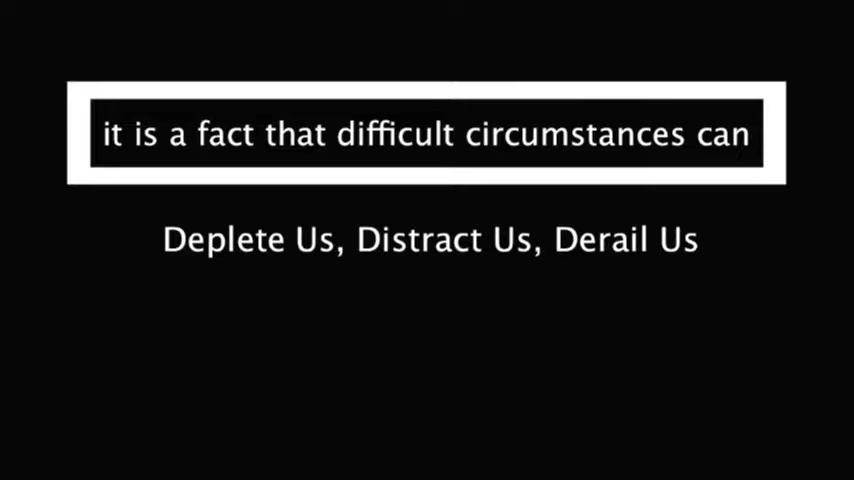 it is a fact that difficult circumstances can
Deplete Us, Distract Us, Derail Us